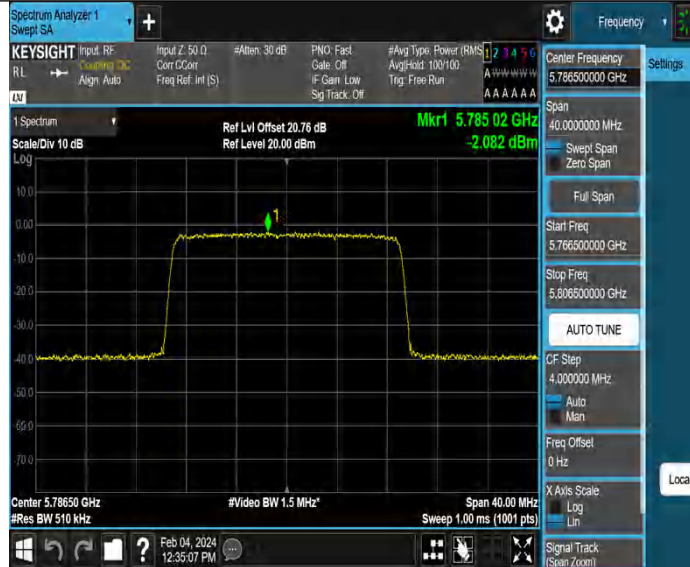 Spectrum Analyzer 1
Swept SA
+
Frequency
KEYSIGHT
RL
LXI
Input: RF
Coupling: DC
Align: Auto
Input Z: 50 Ω
Corr CCorr
Freq Ref: Int (S)
#Atten: 30 dB
PNO: Fast
Gate: Off
IF Gain: Low
Sig Track: Off
#Avg Type: Power (RMS
Avg|Hold: 100/100
Trig: Free Run
1 2 3 4 5 6
A W W W W W
A A A A A A
1 Spectrum
Scale/Div 10 dB
Log
Ref Lvl Offset 20.76 dB
Ref Level 20.00 dBm
Mkr1 5.785 02 GHz
-2.082 dBm
1
10.0
0.00
-10.0
-20.0
-30.0
-40.0
-50.0
-60.0
-70.0
Center 5.78650 GHz
#Res BW 510 kHz
#Video BW 1.5 MHz*
Span 40.00 MHz
Sweep 1.00 ms (1001 pts)
Feb 04, 2024
12:35:07 PM
Center Frequency
5.786500000 GHz
Settings
Span
40.0000000 MHz
Swept Span
Zero Span
Full Span
Start Freq
5.766500000 GHz
Stop Freq
5.806500000 GHz
AUTO TUNE
CF Step
4.000000 MHz
Auto
Man
Freq Offset
0 Hz
X Axis Scale
Log
Lin
Loca
Signal Track
(Span Zoom)